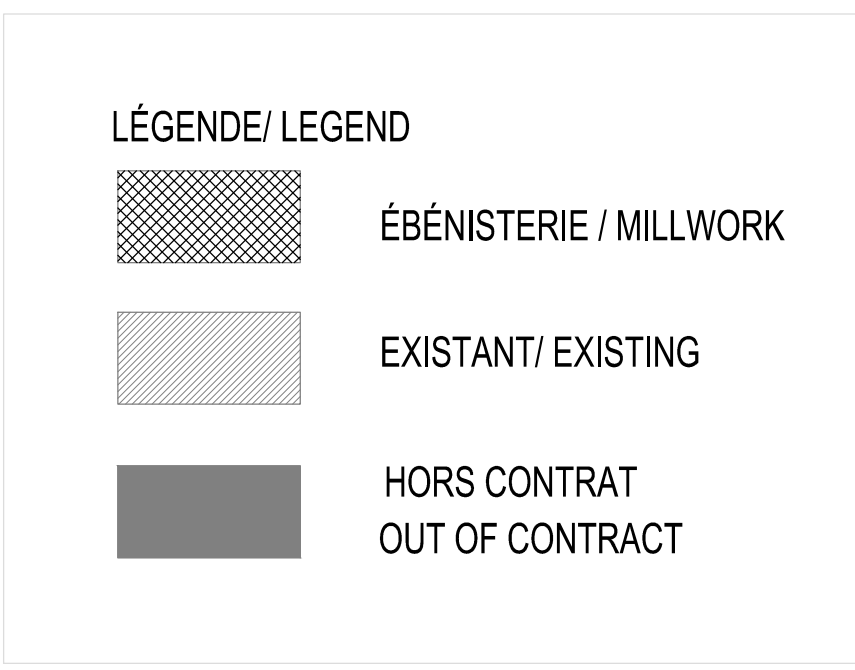 LÉGENDE/ LEGEND
ÉBÉNISTERIE / MILLWORK
EXISTANT/ EXISTING
HORS CONTRAT
OUT OF CONTRACT